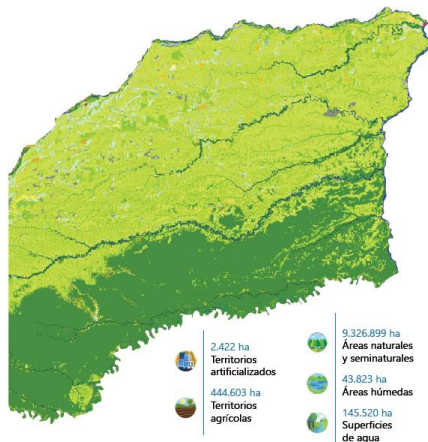 2.422 ha
Territorios
artificializados
444.603 ha
Territorios
agrícolas
9.326.899 ha
Áreas naturales
y seminaturales
43.823 ha
Áreas húmedas
145.520 ha
Superficies
de agua